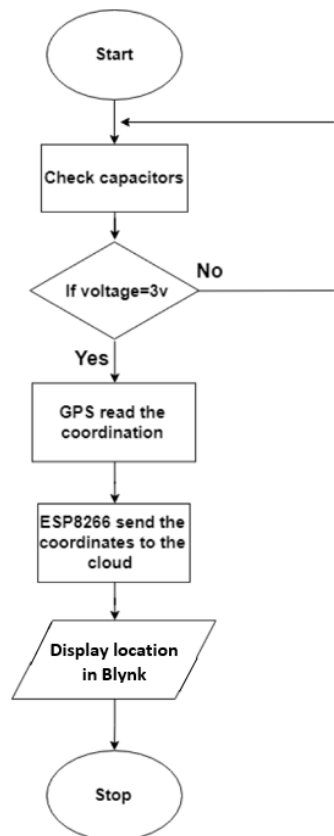 Start
Check capacitors
If voltage=3v
No
Yes
GPS read the
coordination
ESP8266 send the
coordinates to the
cloud
Display location
in Blynk
Stop